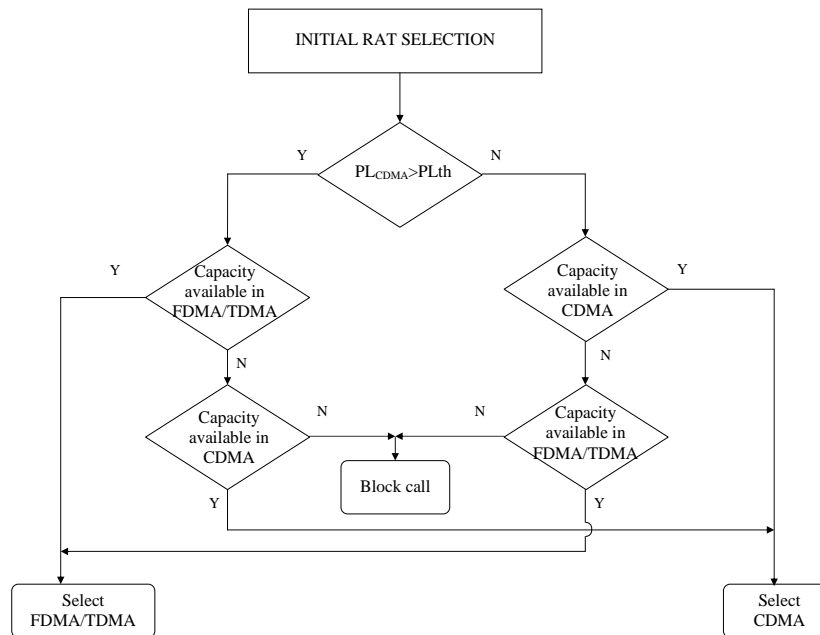 INITIAL RAT SELECTION
Y
N
PLCDMA>PLth
Y
Capacity
available in
FDMA/TDMA
Capacity
available in
CDMA
Y
N
N
Capacity
available in
CDMA
N
N
Capacity
available in
FDMA/TDMA
Block call
Y
Y
Select
FDMA/TDMA
Select
CDMA